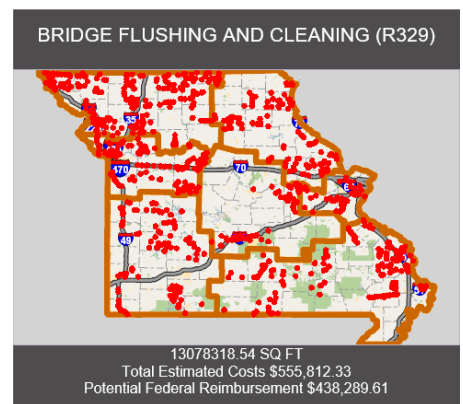 BRIDGE FLUSHING AND CLEANING (R329)
35
470
70
49
13078318.54 SQ FT
Total Estimated Costs $555,812.33
Potential Federal Reimbursement $438,289.61